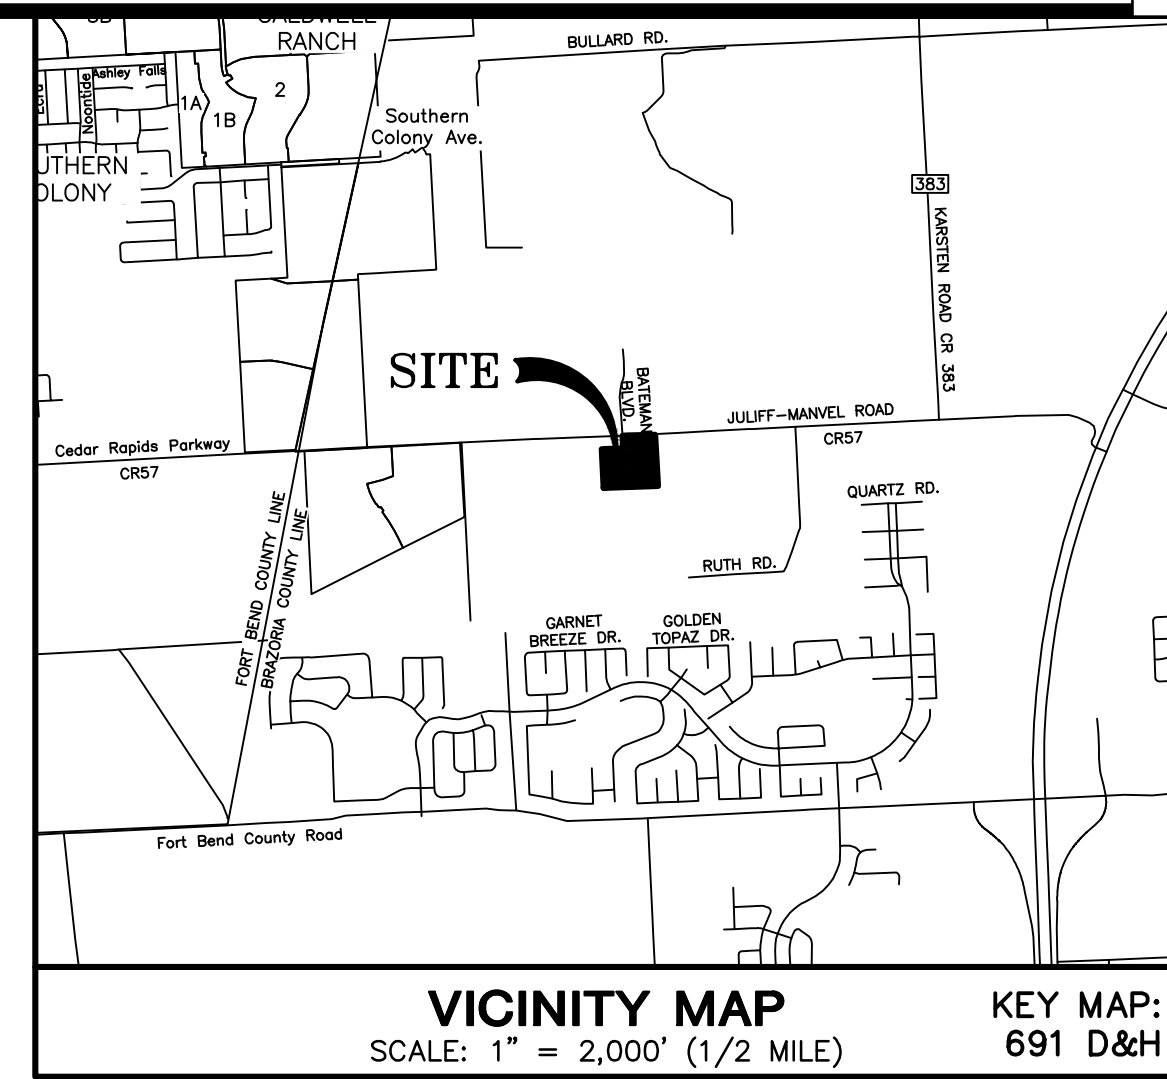 RANCH
BULLARD RD.
Ashley Falls
Noontide
1A
1B
2
Southern
Colony Ave.
UTHERN
OLONY
383
KARSTEN ROAD CR 383
SITE
BATEMAN
BLVD.
JULIFF-MANVEL ROAD
CR57
Cedar Rapids Parkway
CR57
QUARTZ RD.
FORT BEND COUNTY LINE
BRAZORIA COUNTY LINE
RUTH RD.
GARNET
BREEZE DR.
GOLDEN
TOPAZ DR.
Fort Bend County Road
VICINITY MAP
SCALE: 1" = 2,000' (1/2 MILE)
KEY MAP:
691 D&H